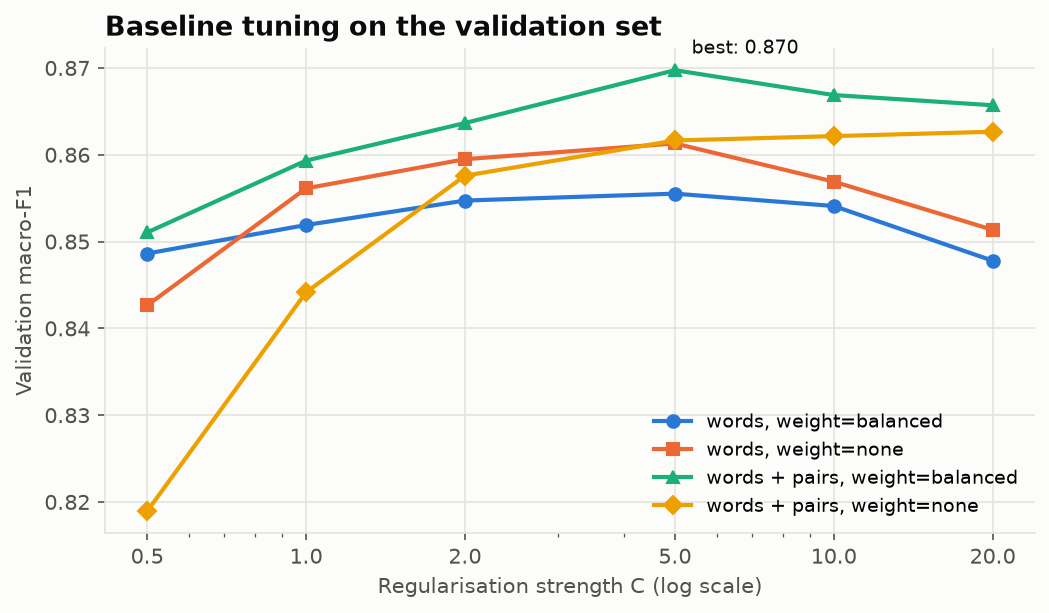 Baseline tuning on the validation set
best: 0.870
Validation macro-F1
0.87
0.86
0.85
0.84
0.83
0.82
words, weight=balanced
words, weight=none
words + pairs, weight=balanced
words + pairs, weight=none
0.5 1.0 2.0 5.0 10.0 20.0
Regularisation strength C (log scale)